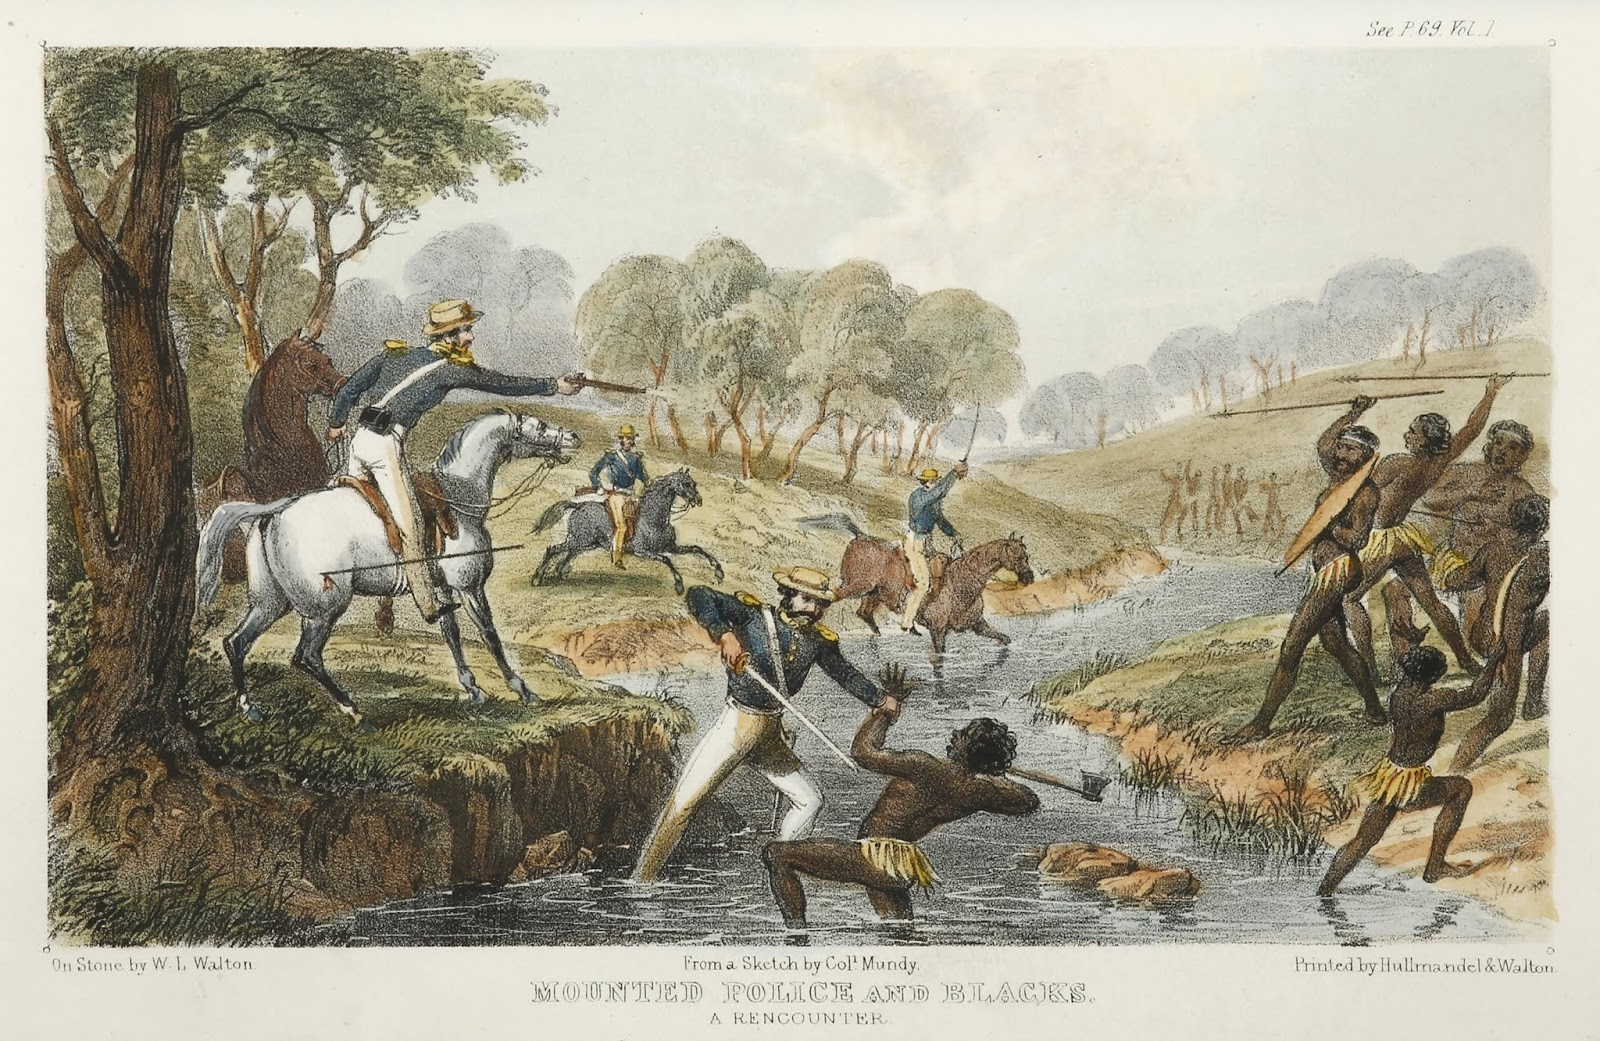 See P. 69. Vol. 1.
On Stone by W. L. Walton.
From a Sketch by Col.l Mundy.
Printed by Hullmandel & Walton.
MOUNTED POLICE AND BLACKS.
A RENCOUNTER.